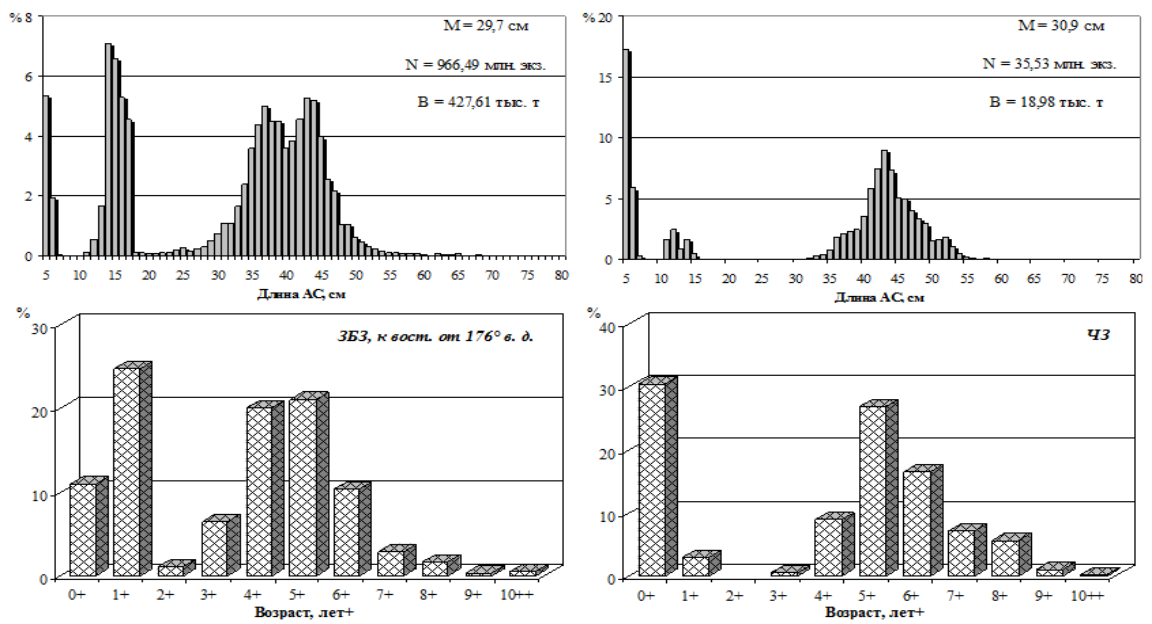 % 8
6
4
2
0
M = 29,7 см
N = 966,49 млн. экз.
B = 427,61 тыс. т
5 10 15 20 25 30 35 40 45 50 55 60 65 70 75 80
Длина АС, см
% 20
15
10
5
0
M = 30,9 см
N = 35,53 млн. экз.
B = 18,98 тыс. т
5 10 15 20 25 30 35 40 45 50 55 60 65 70 75 80
Длина АС, см
%
30
20
10
0
ЗБЗ, к вост. от 176° в. д.
0+ 1+ 2+ 3+ 4+ 5+ 6+ 7+ 8+ 9+ 10++
Возраст, лет+
%
40
30
20
10
0
ЧЗ
0+ 1+ 2+ 3+ 4+ 5+ 6+ 7+ 8+ 9+ 10++
Возраст, лет+